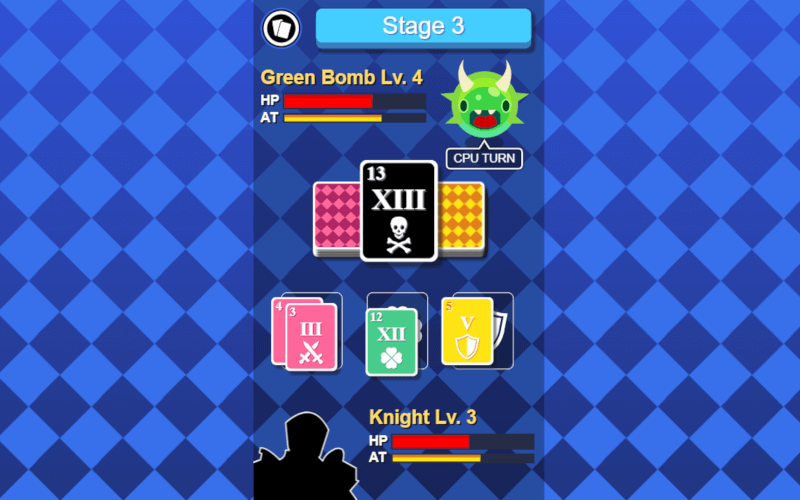 Stage 3
Green Bomb Lv. 4
HP
AT
CPU TURN
13
XIII
4
3
III
12
XII
5
V
Knight Lv. 3
HP
AT